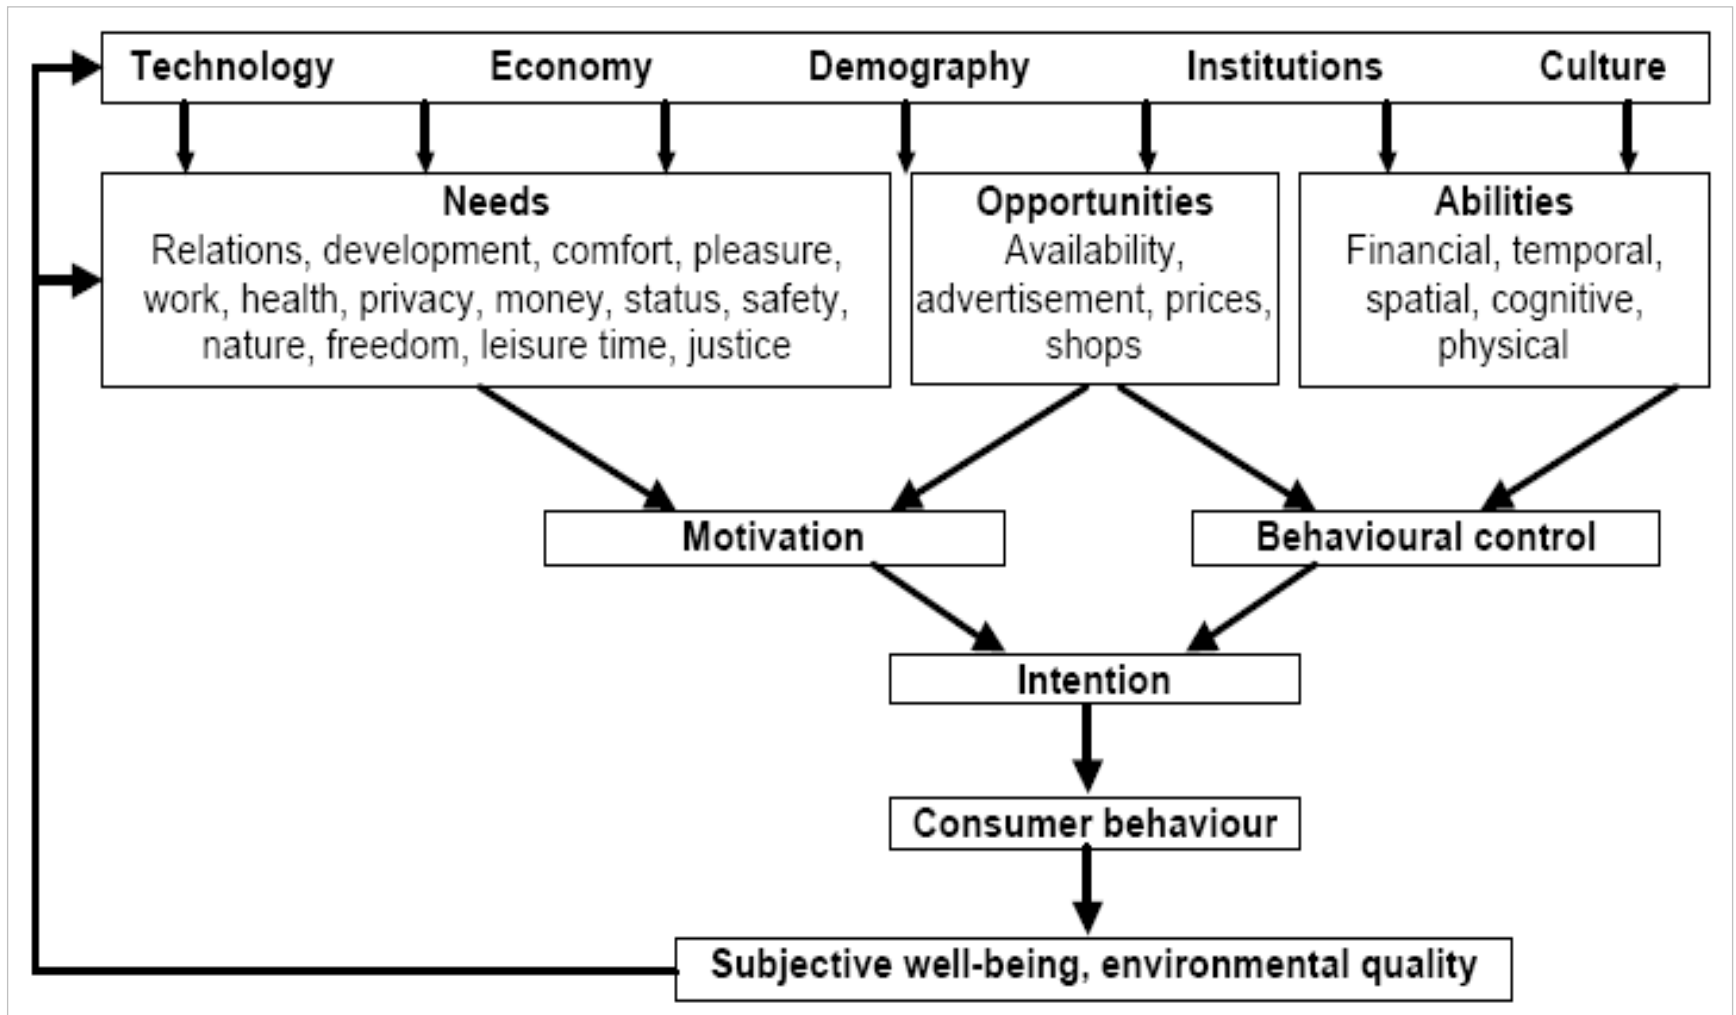 Technology Economy Demography Institutions Culture
Needs
Relations, development, comfort, pleasure,
work, health, privacy, money, status, safety,
nature, freedom, leisure time, justice
Opportunities
Availability,
advertisement, prices,
shops
Abilities
Financial, temporal,
spatial, cognitive,
physical
Motivation
Behavioural control
Intention
Consumer behaviour
Subjective well-being, environmental quality